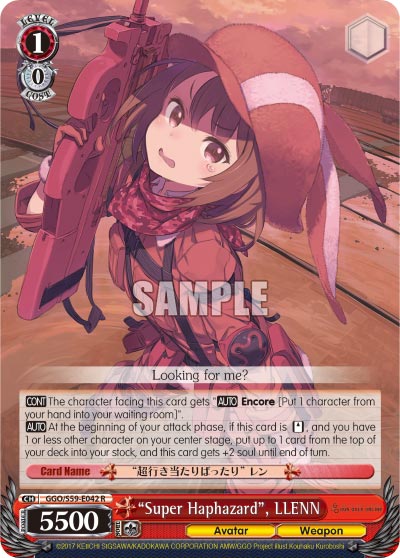 LEVEL
1
0
COST
SAMPLE
Looking for me?
CONT The character facing this card gets "AUTO Encore [Put 1 character from
your hand into your waiting room]".
AUTO At the beginning of your attack phase, if this card is [ ], and you have
1 or less other character on your center stage, put up to 1 card from the top of
your deck into your stock, and this card gets +2 soul until end of turn.
Card Name
“超行き当たりばったり” レン
CH
GGO/S59-E042 R
POWER
5500
SOUL
“Super Haphazard”, LLENN
Avatar
Weapon
©2017 KEIICHI SIGSAWA/KADOKAWA CORPORATION AMW/GGO Project illust Kouhaku Kuroboshi